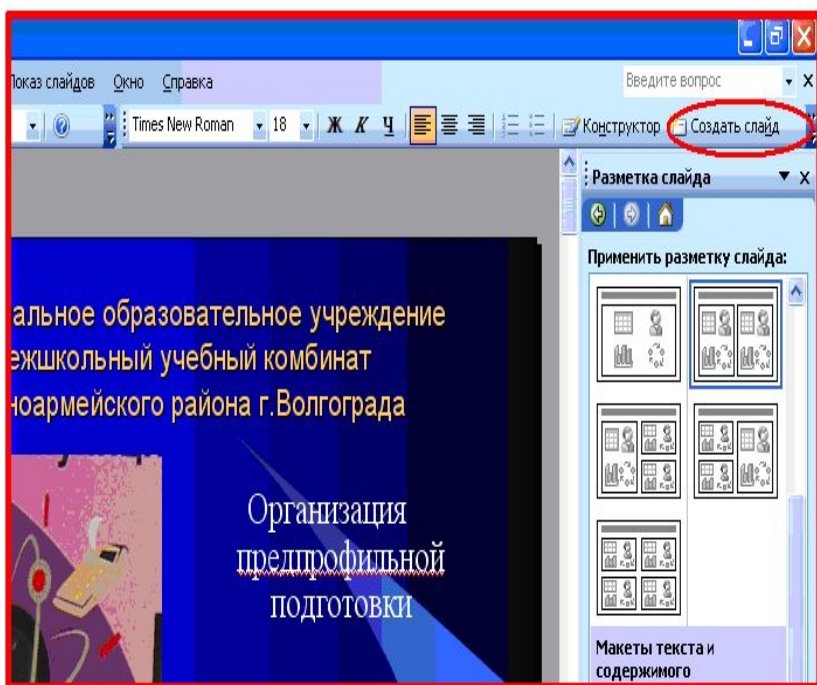 Показ слайдов Окно Справка Введите вопрос
Times New Roman 18 Ж К Ч Конструктор Создать слайд
Разметка слайда
Применить разметку слайда:
альное образовательное учреждение
ежшкольный учебный комбинат
ноармейского района г.Волгограда
Организация
предпрофильной
подготовки
Макеты текста и
содержимого